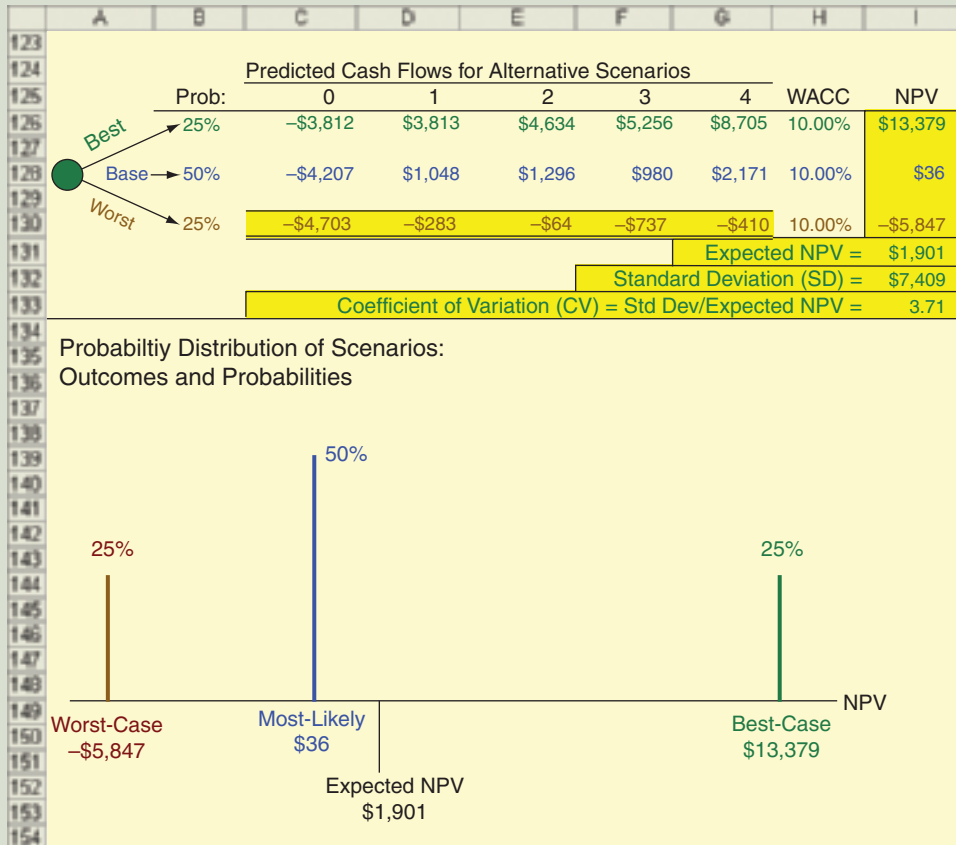 A B C D E F G H I
123
124 Predicted Cash Flows for Alternative Scenarios
125 Prob: 0 1 2 3 4 WACC NPV
126 Best 25% –$3,812 $3,813 $4,634 $5,256 $8,705 10.00% $13,379
127
128 Base 50% –$4,207 $1,048 $1,296 $980 $2,171 10.00% $36
129
130 Worst 25% –$4,703 –$283 –$64 –$737 –$410 10.00% –$5,847
131 Expected NPV = $1,901
132 Standard Deviation (SD) = $7,409
133 Coefficient of Variation (CV) = Std Dev/Expected NPV = 3.71
134
135 Probabiltiy Distribution of Scenarios:
136 Outcomes and Probabilities
137
138
139 50%
140
141
142
143 25% 25%
144
145
146
147
148
149 NPV
150 Worst-Case Most-Likely Best-Case
151 –$5,847 $36 $13,379
152 Expected NPV
153 $1,901
154